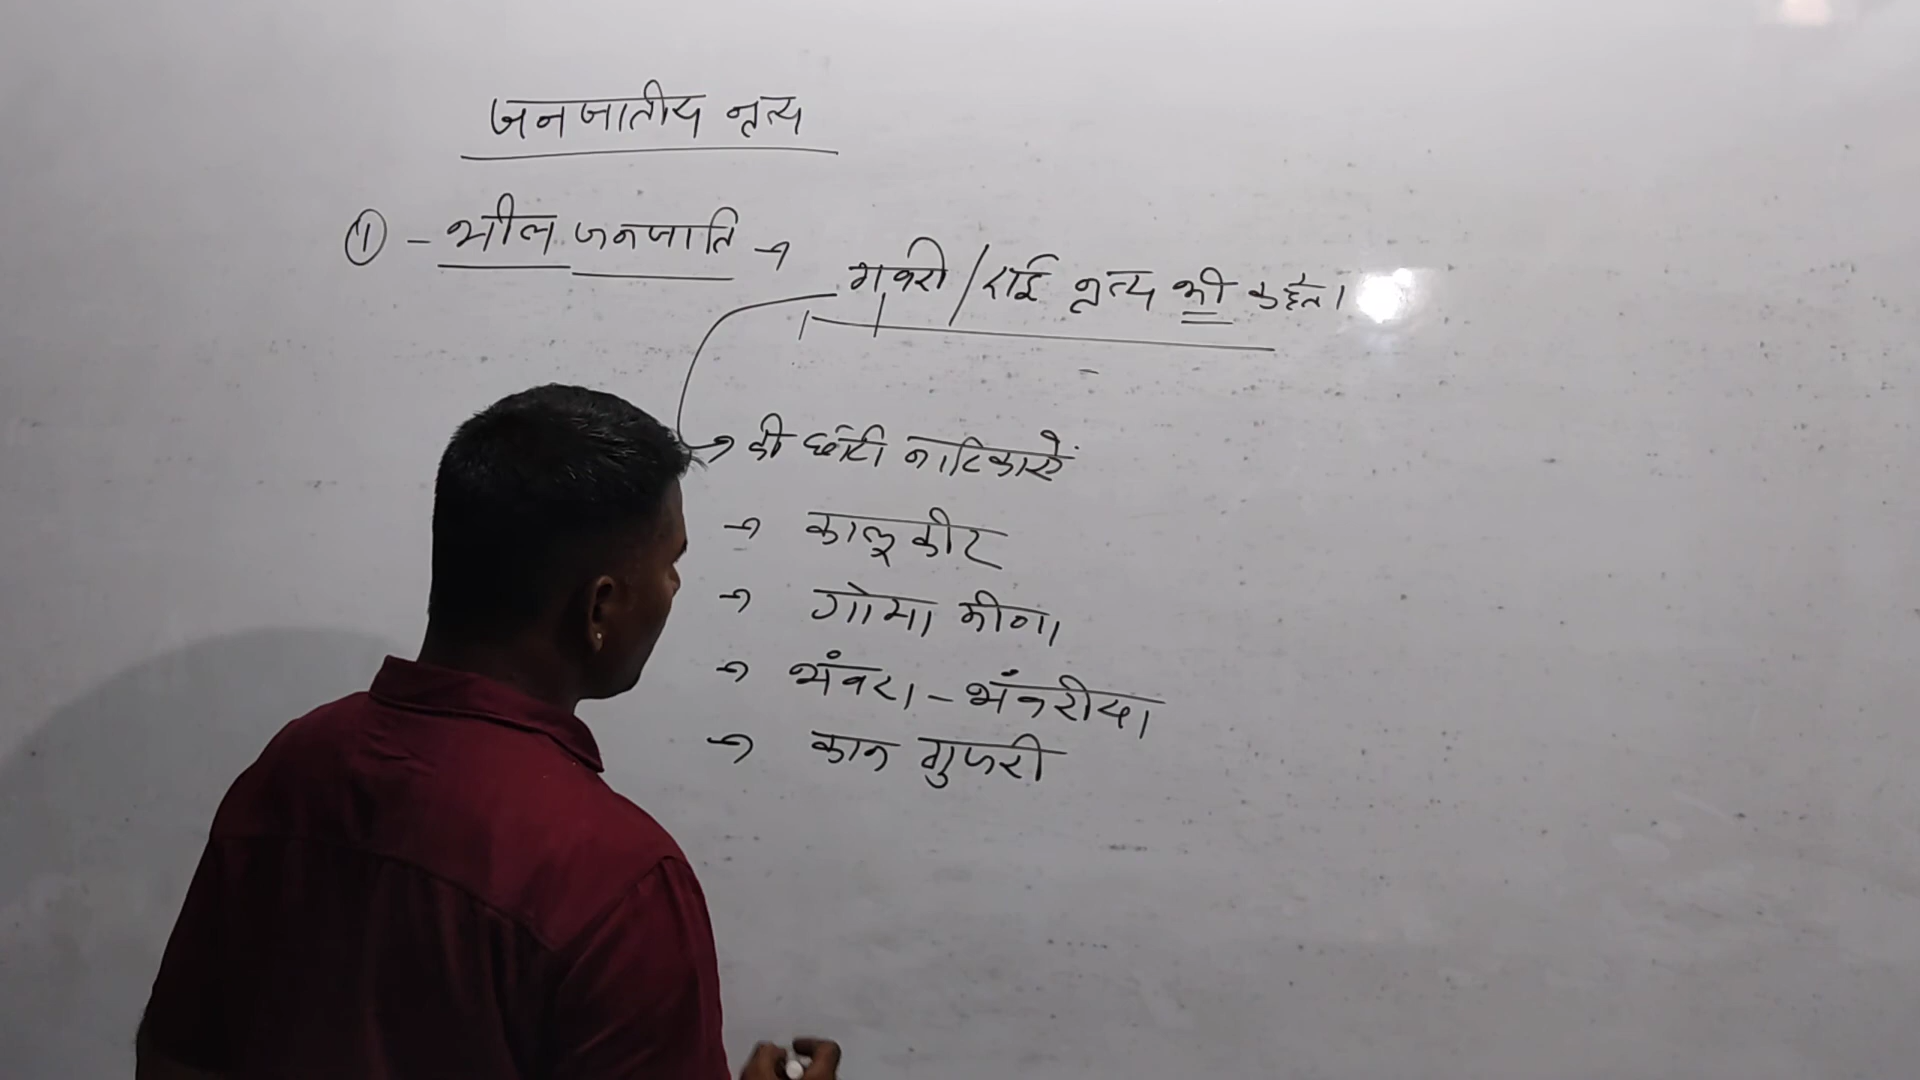 जनजातीय नृत्य
① - भील जनजाति →
गवरी / राई नृत्य भी कहते।
→ की छोटी नाटिकाएं
→ कालू कीर
→ गोमा मीणा
→ भंवरा - भंवरीया
→ कान गुजरी